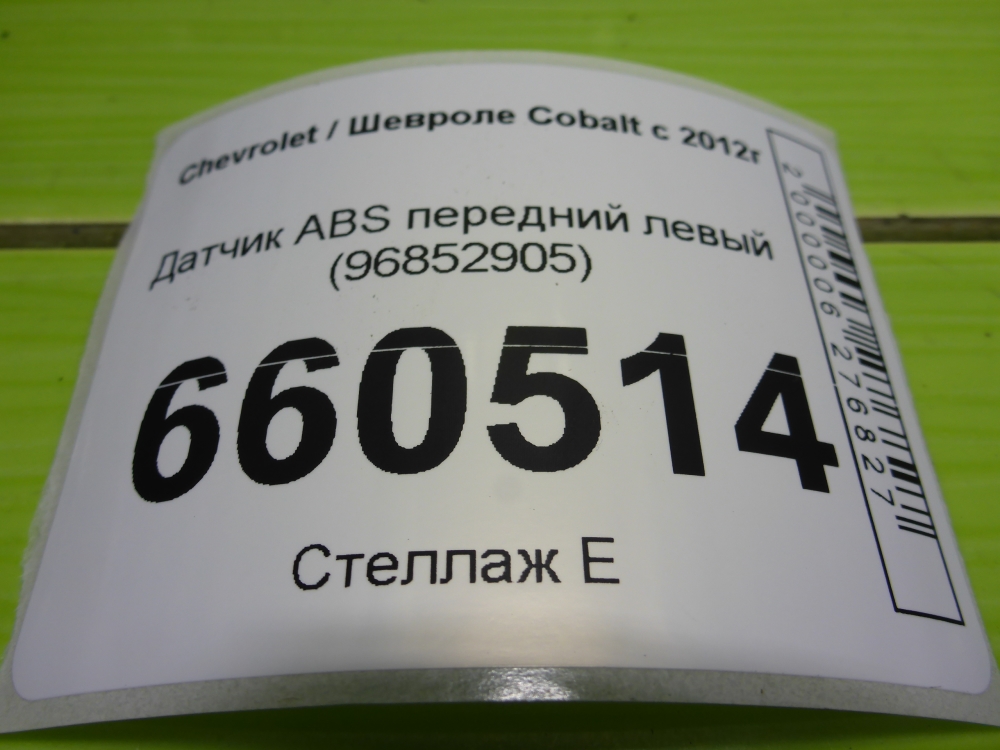 Chevrolet / Шевроле Cobalt с 2012г
Датчик ABS передний левый
(96852905)
660514
Стеллаж Е
2000006276827